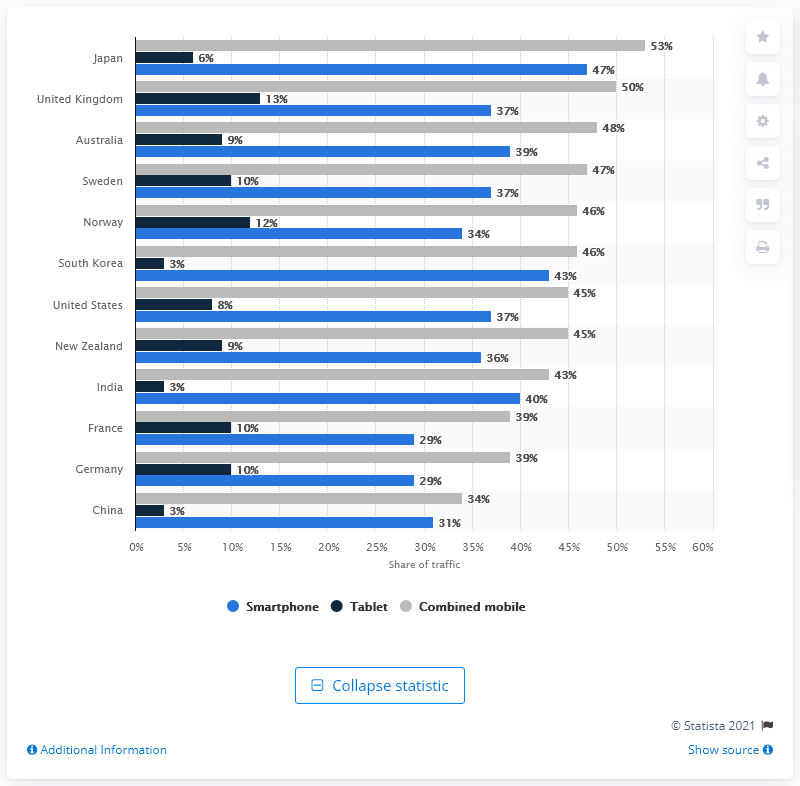 53%
Japan 6%
47%
50%
United Kingdom 13%
37%
48%
Australia 9%
39%
47%
Sweden 10%
37%
46%
Norway 12%
34%
46%
South Korea 3%
43%
45%
United States 8%
37%
45%
New Zealand 9%
36%
43%
India 3%
40%
39%
France 10%
29%
39%
Germany 10%
29%
34%
China 3%
31%
0% 5% 10% 15% 20% 25% 30% 35% 40% 45% 50% 55% 60%
Share of traffic
Smartphone Tablet Combined mobile
Collapse statistic
© Statista 2021
Additional Information Show source